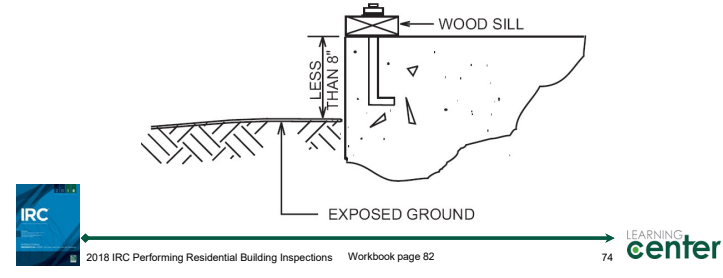 WOOD SILL
LESS
THAN 8"
EXPOSED GROUND
IRC
2018 IRC Performing Residential Building Inspections Workbook page 82
74
LEARNING
center